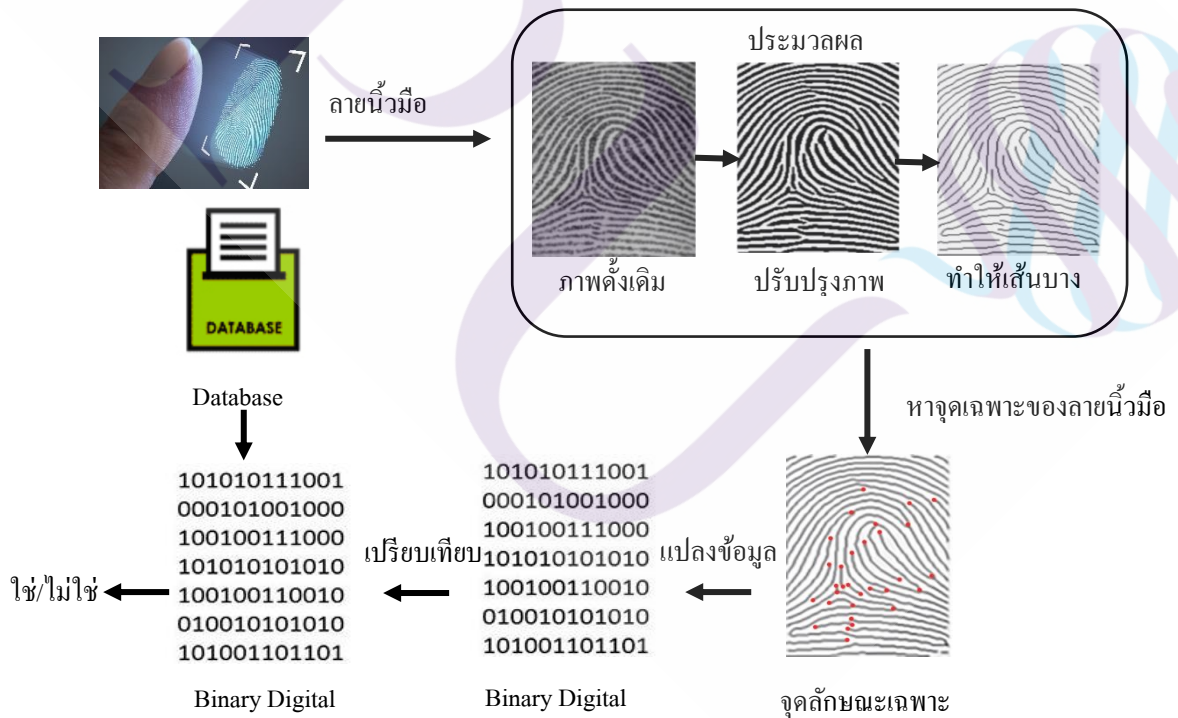 ประมวลผล
ลายนิ้วมือ
ภาพดั้งเดิม
ปรับปรุงภาพ
ทำให้เส้นบาง
DATABASE
Database
หาจุดเฉพาะของลายนิ้วมือ
101010111001
000101001000
100100111000
101010101010
100100110010
010010101010
101001101101
Binary Digital
เปรียบเทียบ
ใช่/ไม่ใช่
101010111001
000101001000
100100111000
101010101010
100100110010
010010101010
101001101101
Binary Digital
แปลงข้อมูล
จุดลักษณะเฉพาะ